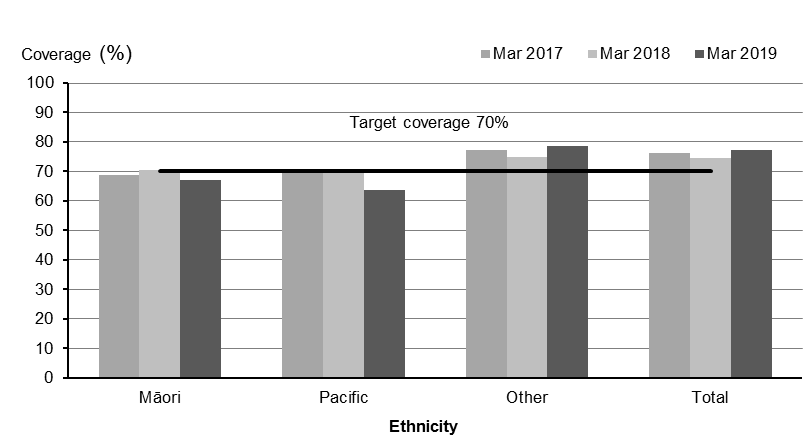 Coverage (%)
Mar 2017 Mar 2018 Mar 2019
100
90
Target coverage 70%
80
70
60
50
40
30
20
10
0
Māori Pacific Other Total
Ethnicity